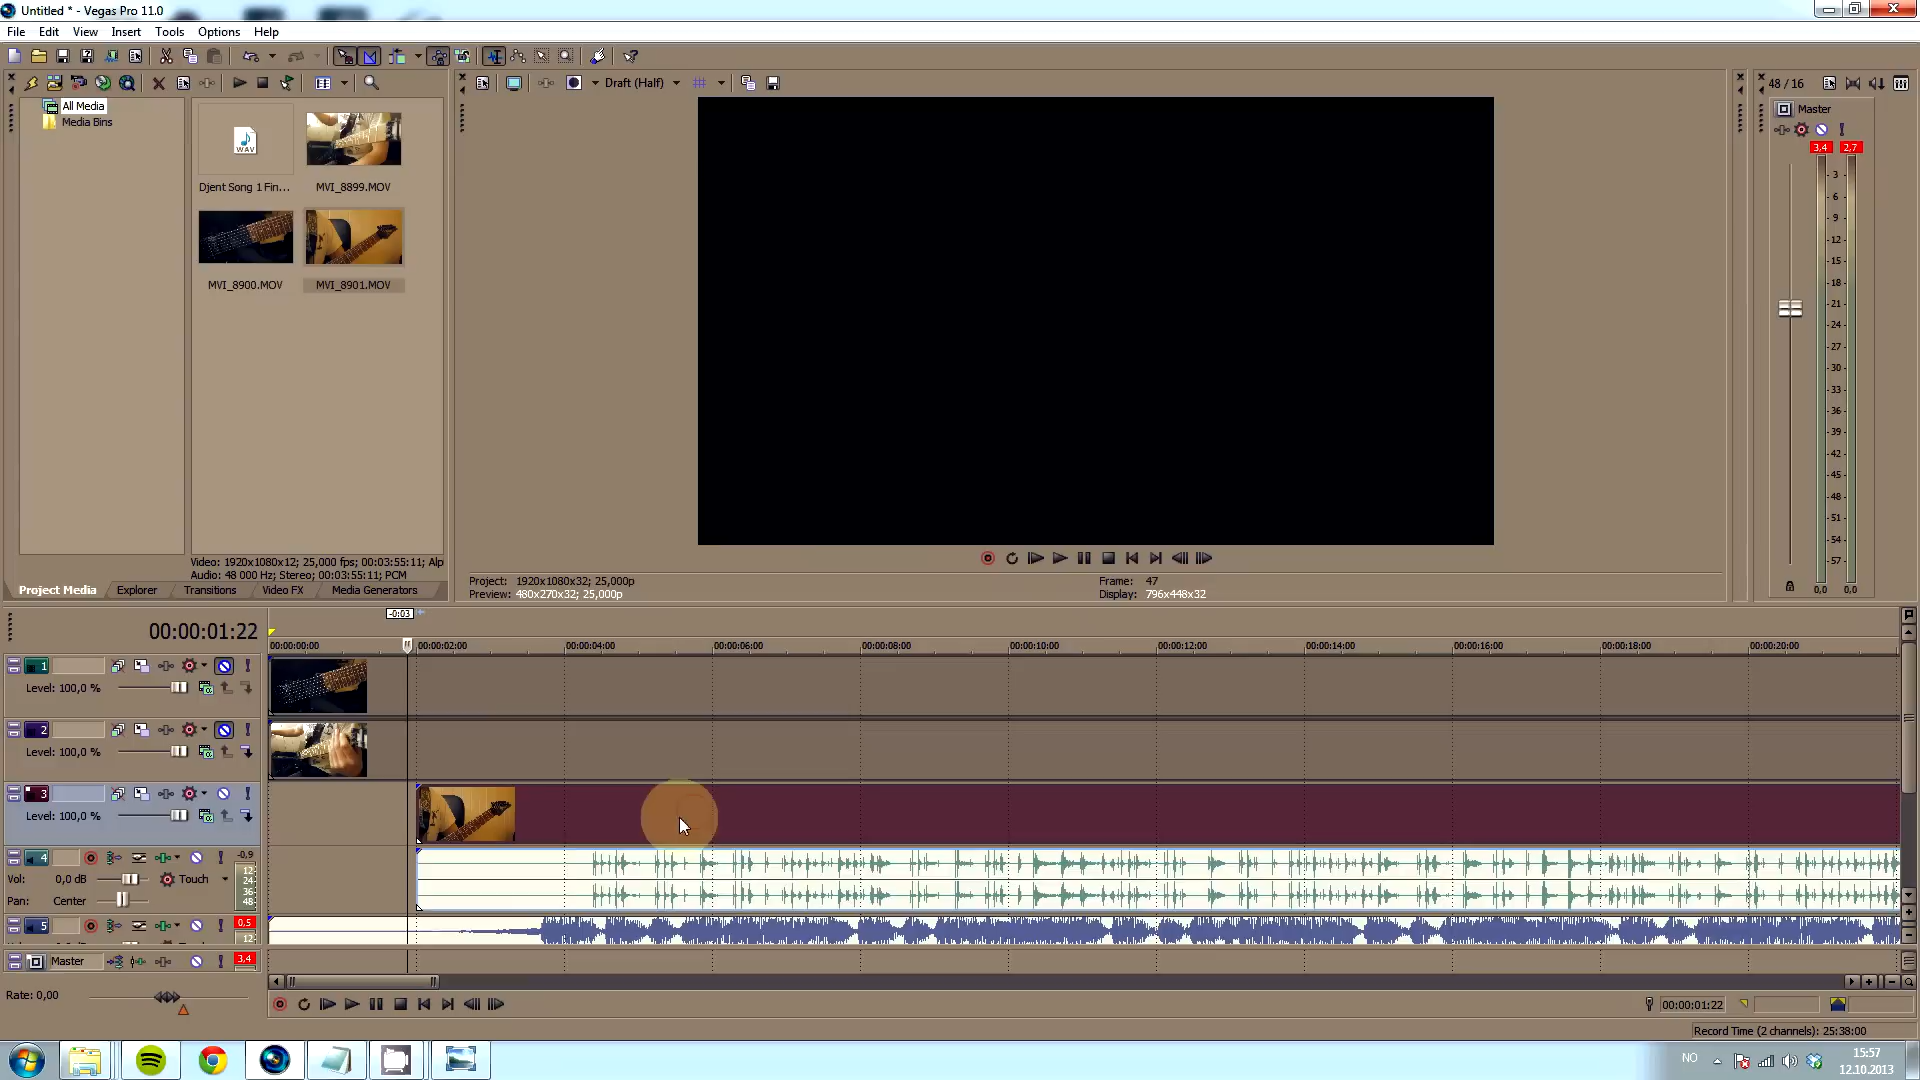 Untitled * - Vegas Pro 11.0
File Edit View Insert Tools Options Help
Draft (Half)
48 / 16
All Media
Media Bins
Master
WAV
3,4 2,7
Djent Song 1 Fin...
MVI_8899.MOV
MVI_8900.MOV
MVI_8901.MOV
3
6
9
12
15
18
21
24
27
30
33
36
39
42
45
48
51
54
57
0,0 0,0
Video: 1920x1080x12; 25,000 fps; 00:03:55:11; Alp
Audio: 48 000 Hz; Stereo; 00:03:55:11; PCM
Project Media Explorer Transitions Video FX Media Generators
Project: 1920x1080x32; 25,000p
Preview: 480x270x32; 25,000p
Frame: 47
Display: 796x448x32
-0:03
00:00:01:22
00:00:00:00 00:00:02:00 00:00:04:00 00:00:06:00 00:00:08:00 00:00:10:00 00:00:12:00 00:00:14:00 00:00:16:00 00:00:18:00 00:00:20:00
1
Level: 100,0 %
2
Level: 100,0 %
3
Level: 100,0 %
4 -0,9
Vol: 0,0 dB Touch
Pan: Center
12
24
36
48
5 0,5
12
Master 3,4
Rate: 0,00
00:00:01:22
Record Time (2 channels): 25:38:00
NO
15:57
12.10.2013